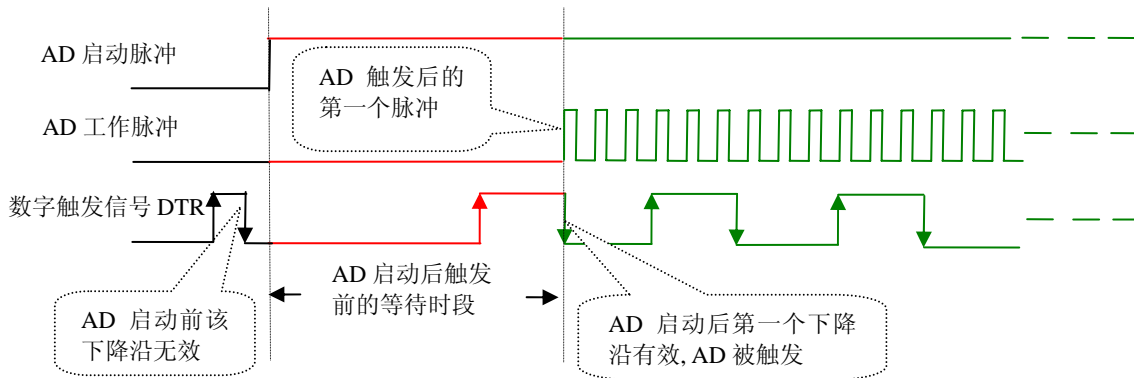 AD 启动脉冲
AD 触发后的
第一个脉冲
AD 工作脉冲
数字触发信号 DTR
AD 启动后触发
前的等待时段
AD 启动前该
下降沿无效
AD 启动后第一个下降
沿有效, AD 被触发